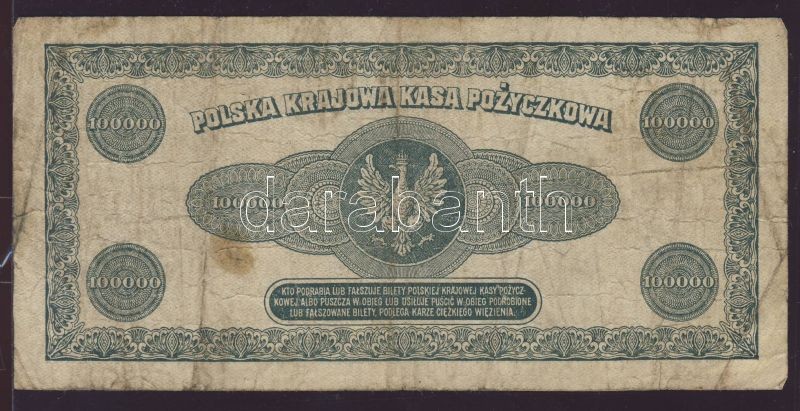 POLSKA KRAJOWA KASA POŻYCZKOWA
100000 100000
100000 100000
darabanth
100000 100000
KTO PODRABIA LUB FAŁSZUJE BILETY POLSKIEJ KRAJOWEJ KASY POŻYCZ-
KOWEJ ALBO PUSZCZA W OBIEG LUB USIŁUJE PUŚCIĆ W OBIEG PODROBIONE
LUB FAŁSZOWANE BILETY, PODLEGA KARZE CIĘŻKIEGO WIĘZIENIA.